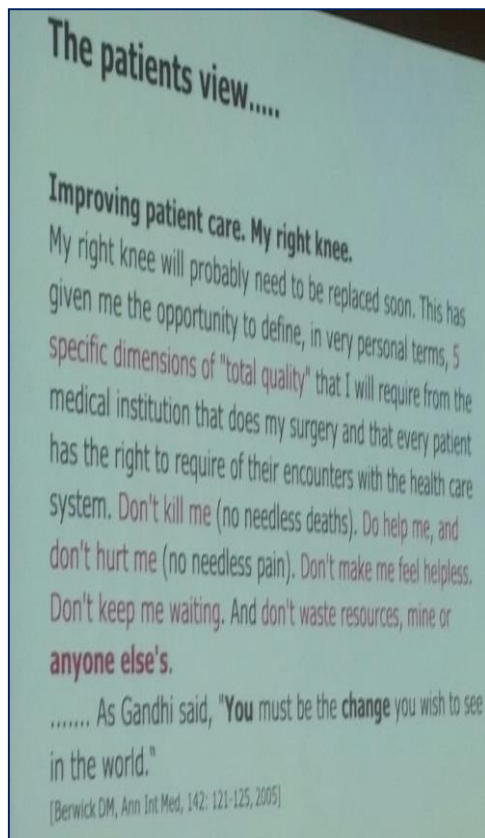 The patients view.....
Improving patient care. My right knee.
My right knee will probably need to be replaced soon. This has
given me the opportunity to define, in very personal terms, 5
specific dimensions of "total quality" that I will require from the
medical institution that does my surgery and that every patient
has the right to require of their encounters with the health care
system. Don't kill me (no needless deaths). Do help me, and
don't hurt me (no needless pain). Don't make me feel helpless.
Don't keep me waiting. And don't waste resources, mine or
anyone else's.
....... As Gandhi said, "You must be the change you wish to see
in the world."
[Berwick DM, Ann Int Med, 142: 121-125, 2005]